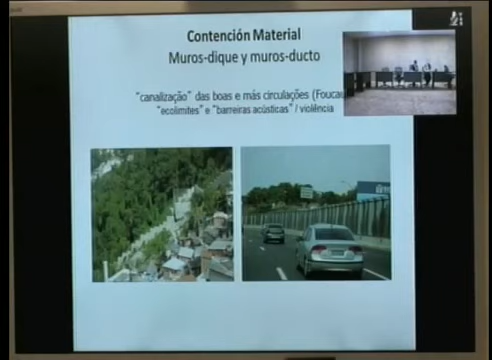 Contención Material
Muros-dique y muros-ducto
"canalização" das boas e más circulações (Foucau
"ecolimites" e "barreiras acústicas" / violência